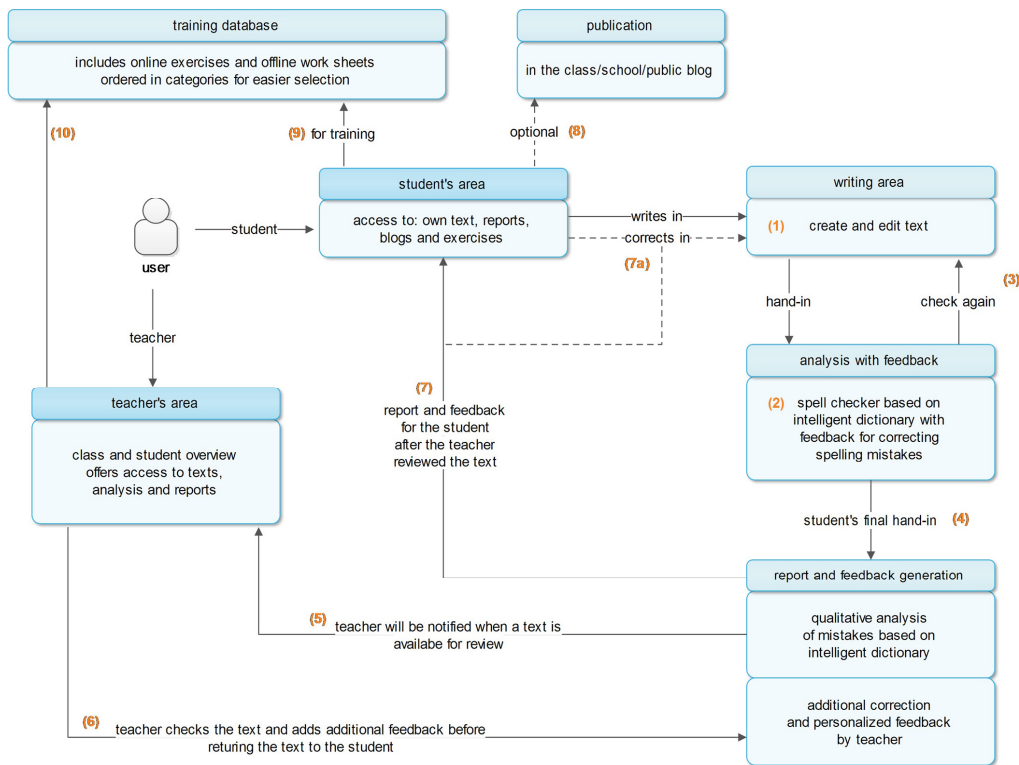 training database
includes online exercises and offline work sheets
ordered in categories for easier selection
publication
in the class/school/public blog
(10)
(9) for training
optional (8)
student's area
access to: own text, reports,
blogs and exercises
writing area
(1) create and edit text
user
student
writes in
corrects in
(7a)
teacher
hand-in
check again
(3)
analysis with feedback
(2) spell checker based on
intelligent dictionary with
feedback for correcting
spelling mistakes
teacher's area
class and student overview
offers access to texts,
analysis and reports
(7)
report and feedback
for the student
after the teacher
reviewed the text
student's final hand-in (4)
report and feedback generation
qualitative analysis
of mistakes based on
intelligent dictionary
additional correction
and personalized feedback
by teacher
(5) teacher will be notified when a text is
availabe for review
(6)
teacher checks the text and adds additional feedback before
returing the text to the student